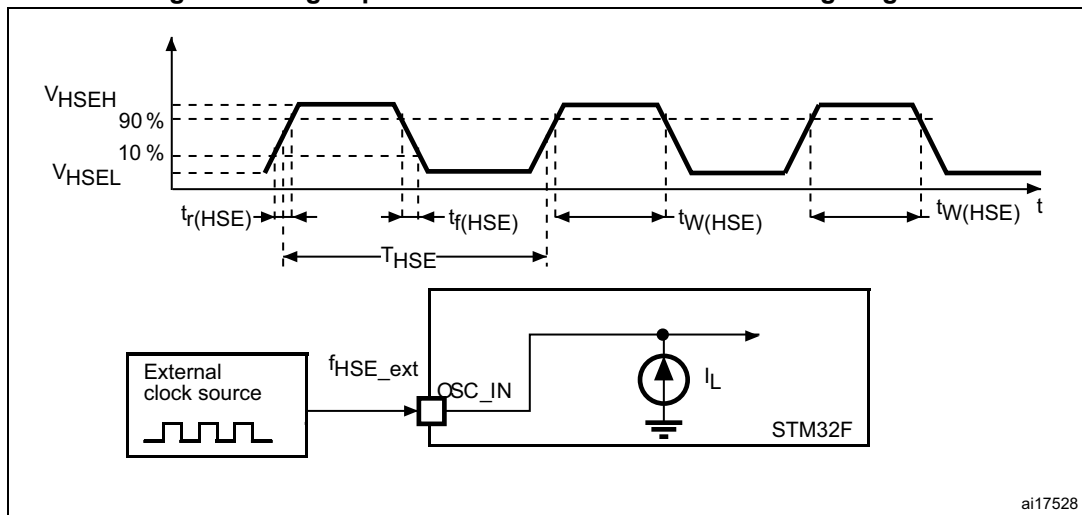 VHSEH
90 %
10 %
VHSEL
tr(HSE)
tf(HSE)
tW(HSE)
tW(HSE)
t
THSE
External
clock source
fHSE_ext
OSC_IN
IL
STM32F
ai17528